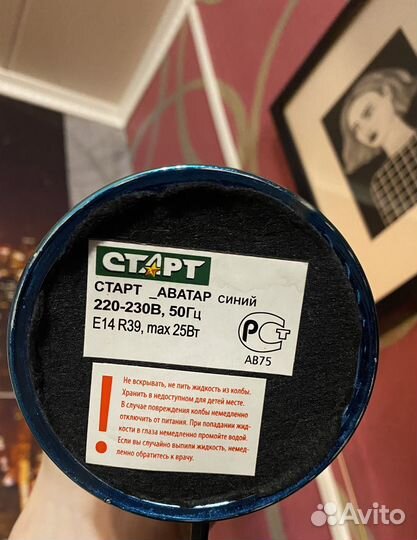 СТАРТ
СТАРТ _АВАТАР синий
220-230В, 50Гц
E14 R39, max 25Вт
РСТ
АВ75
! Не вскрывать, не пить жидкость из колбы.
Хранить в недоступном для детей месте.
В случае повреждения колбы немедленно
отключить от питания. При попадании жид-
кости в глаза немедленно промойте водой.
Если вы случайно выпили жидкость, немед-
ленно обратитесь к врачу.
Avito